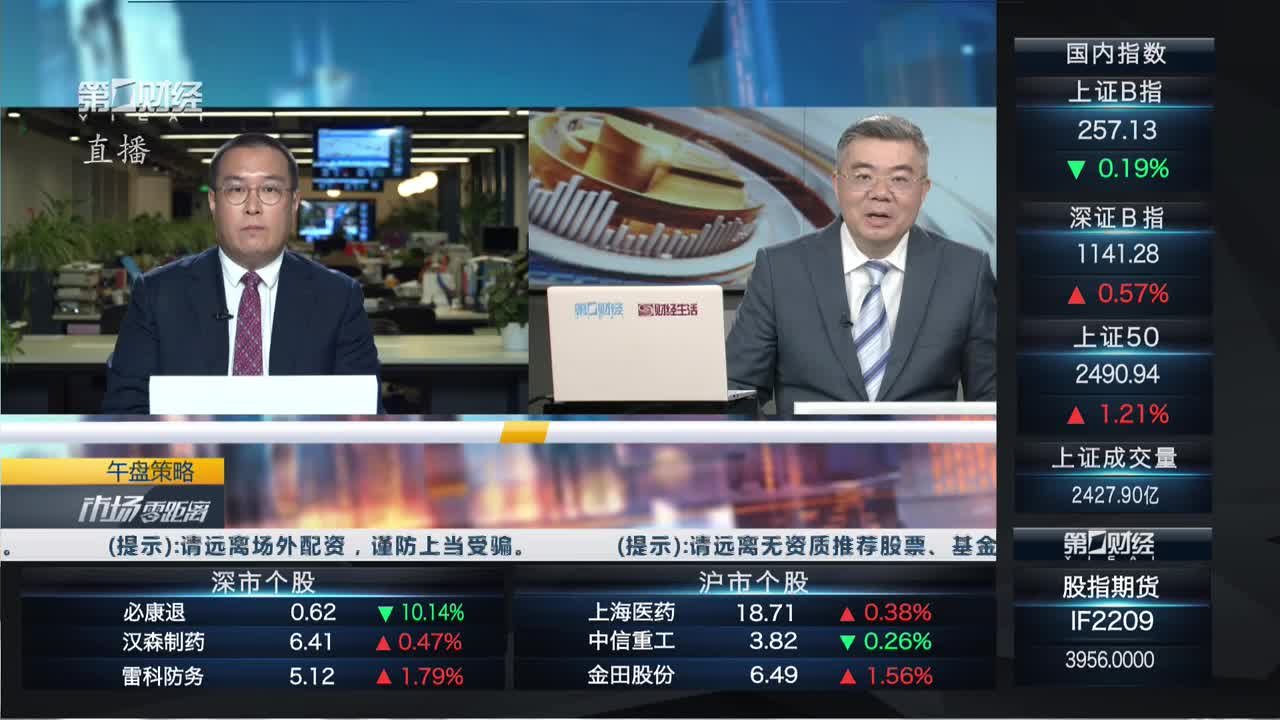 第一财经
YICAI
直播
第一财经
财经生活
午盘策略
市场零距离
。 (提示):请远离场外配资，谨防上当受骗。 (提示):请远离无资质推荐股票、基金
深市个股
必康退 0.62 ▼ 10.14%
汉森制药 6.41 ▲ 0.47%
雷科防务 5.12 ▲ 1.79%
沪市个股
上海医药 18.71 ▲ 0.38%
中信重工 3.82 ▼ 0.26%
金田股份 6.49 ▲ 1.56%
国内指数
上证B指
257.13
▼ 0.19%
深证B指
1141.28
▲ 0.57%
上证50
2490.94
▲ 1.21%
上证成交量
2427.90亿
第一财经
YICAI
股指期货
IF2209
3956.0000